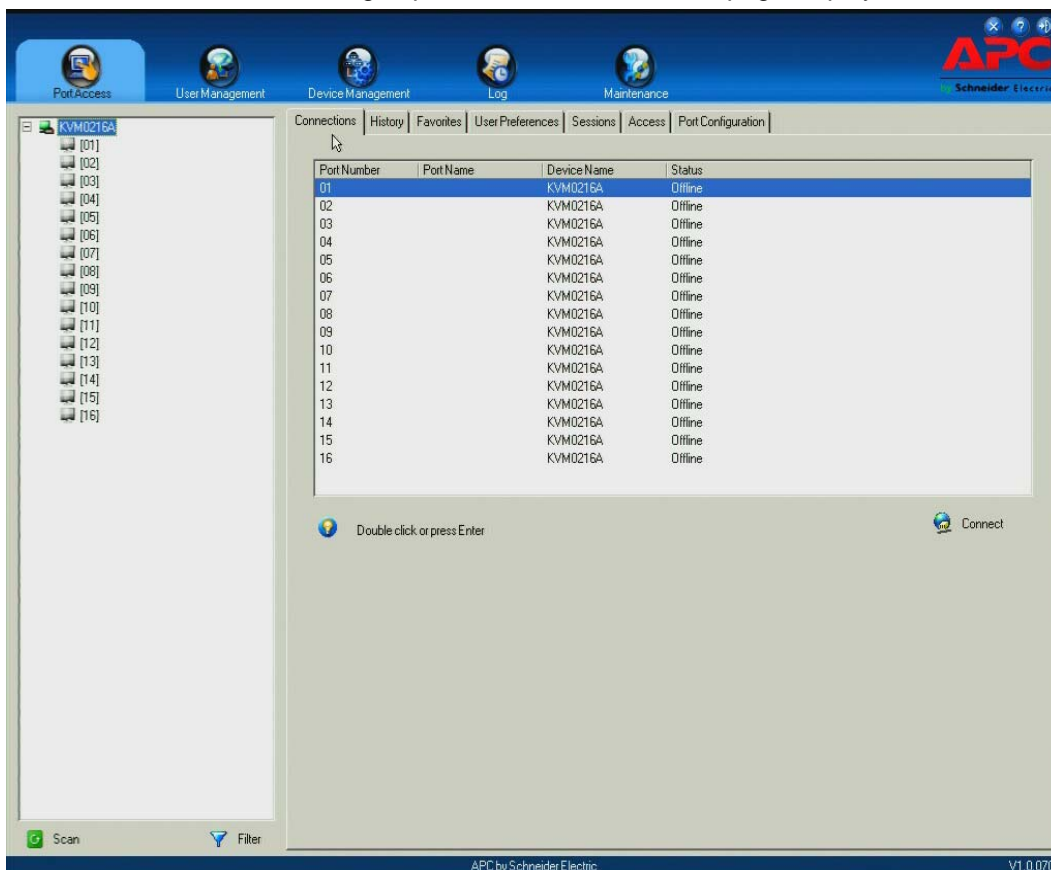 APC
by Schneider Electric
Port Access User Management Device Management Log Maintenance
KVM0216A
[01]
[02]
[03]
[04]
[05]
[06]
[07]
[08]
[09]
[10]
[11]
[12]
[13]
[14]
[15]
[16]
Scan Filter
Connections History Favorites User Preferences Sessions Access Port Configuration
Port Number Port Name Device Name Status
01 KVM0216A Offline
02 KVM0216A Offline
03 KVM0216A Offline
04 KVM0216A Offline
05 KVM0216A Offline
06 KVM0216A Offline
07 KVM0216A Offline
08 KVM0216A Offline
09 KVM0216A Offline
10 KVM0216A Offline
11 KVM0216A Offline
12 KVM0216A Offline
13 KVM0216A Offline
14 KVM0216A Offline
15 KVM0216A Offline
16 KVM0216A Offline
Double click or press Enter Connect
APC by Schneider Electric V1.0.070